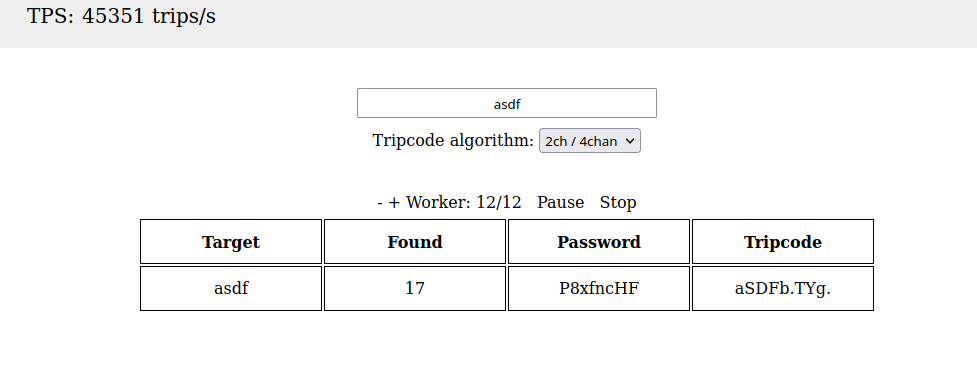 TPS: 45351 trips/s
asdf
Tripcode algorithm: 2ch / 4chan
- + Worker: 12/12 Pause Stop
Target Found Password Tripcode
asdf 17 P8xfncHF aSDFb.TYg.